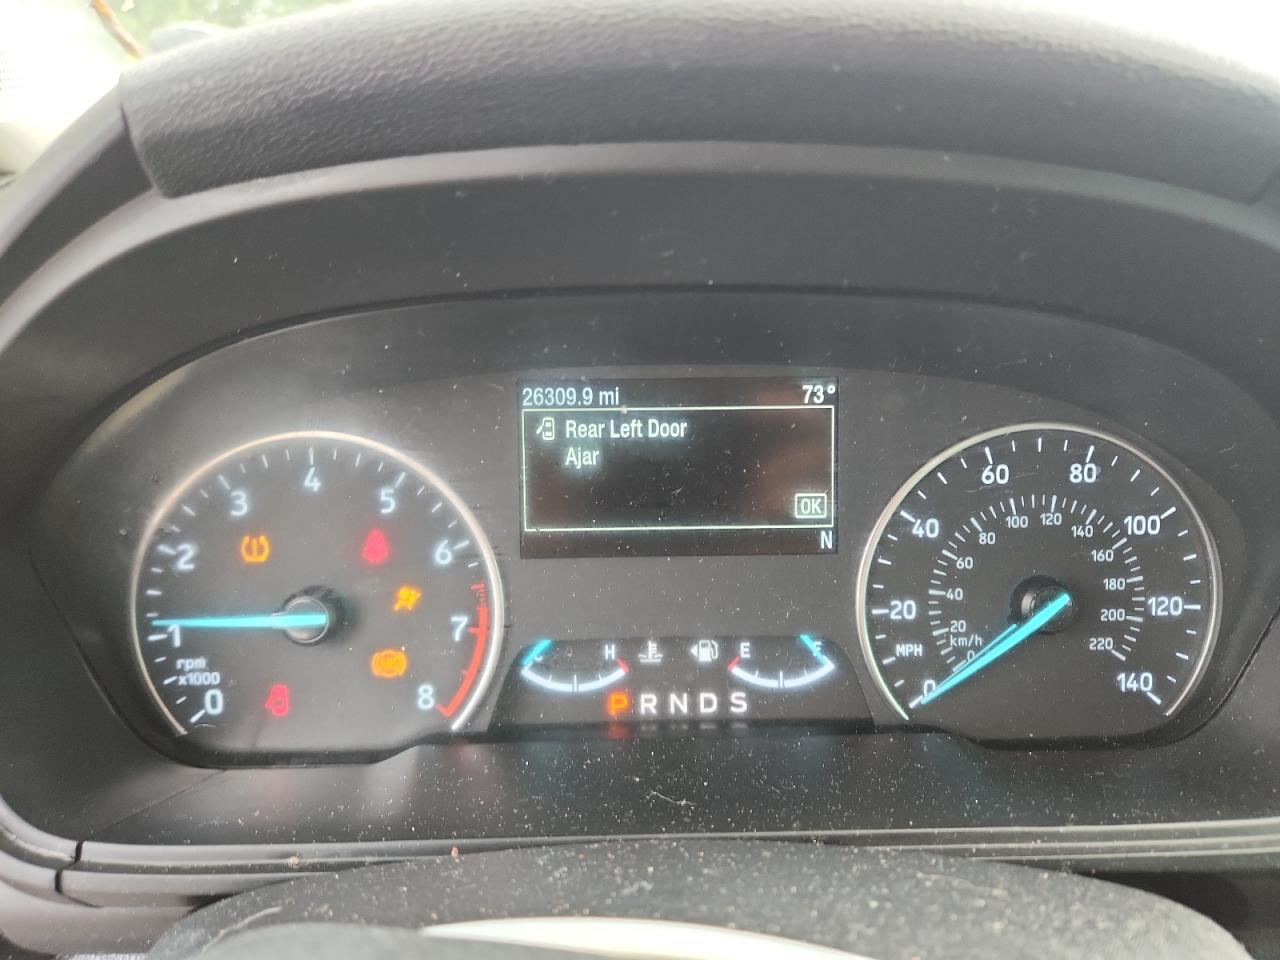 26309.9 mi 73°
Rear Left Door
Ajar
OK
N
0 1 2 3 4 5 6 7 8
rpm
x1000
H E F
P R N D S
0 20 40 60 80 100 120 140
MPH
0 20 40 60 80 100 120 140 160 180 200 220
km/h